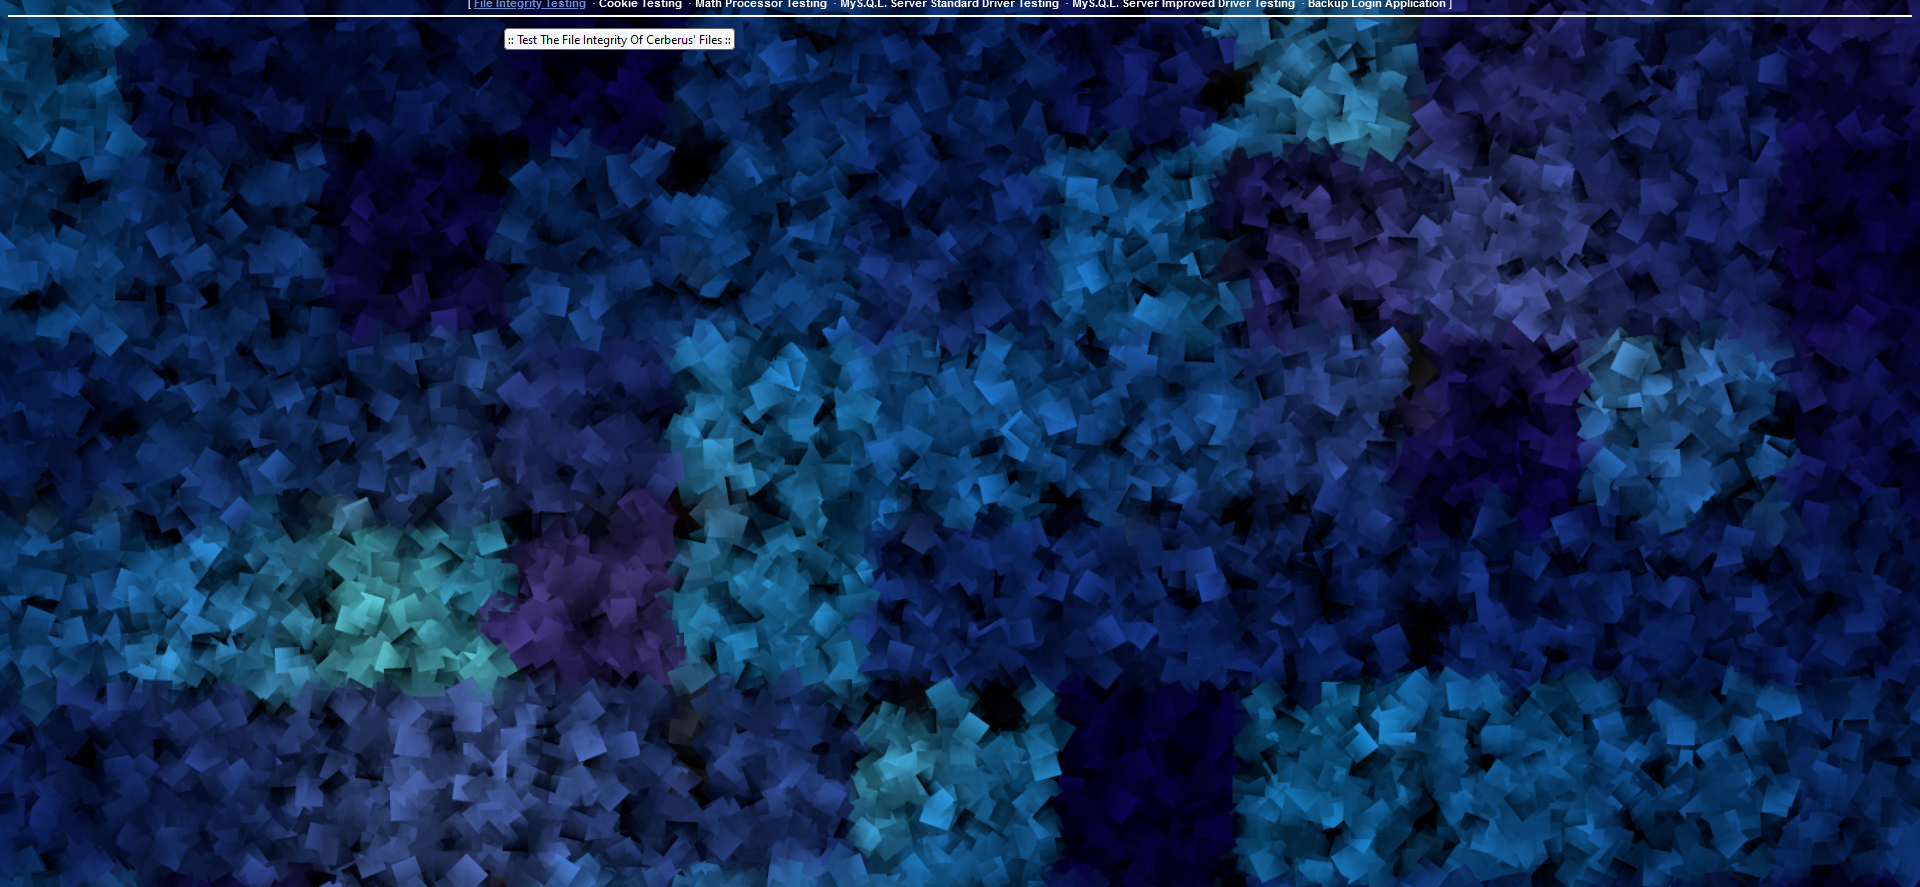 [ File Integrity Testing · Cookie Testing · Math Processor Testing · MyS.Q.L. Server Standard Driver Testing · MyS.Q.L. Server Improved Driver Testing · Backup Login Application ]
:: Test The File Integrity Of Cerberus' Files ::